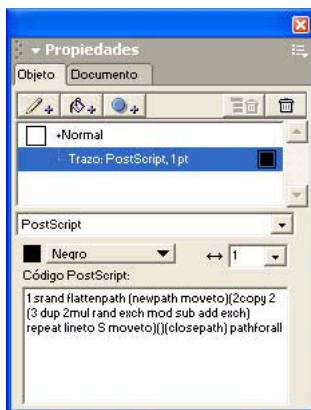 Propiedades
Objeto Documento
+Normal
Trazo: PostScript, 1 pt
PostScript
Negro 1
Código PostScript:
1 srand flattenpath (newpath moveto)(2copy 2
(3 dup 2mul rand exch mod sub add exch)
repeat lineto S moveto)()(closepath) pathforall